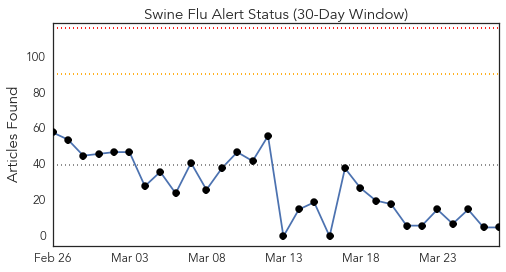 Swine Flu Alert Status (30-Day Window)
Articles Found
100
80
60
40
20
0
Feb 26 Mar 03 Mar 08 Mar 13 Mar 18 Mar 23